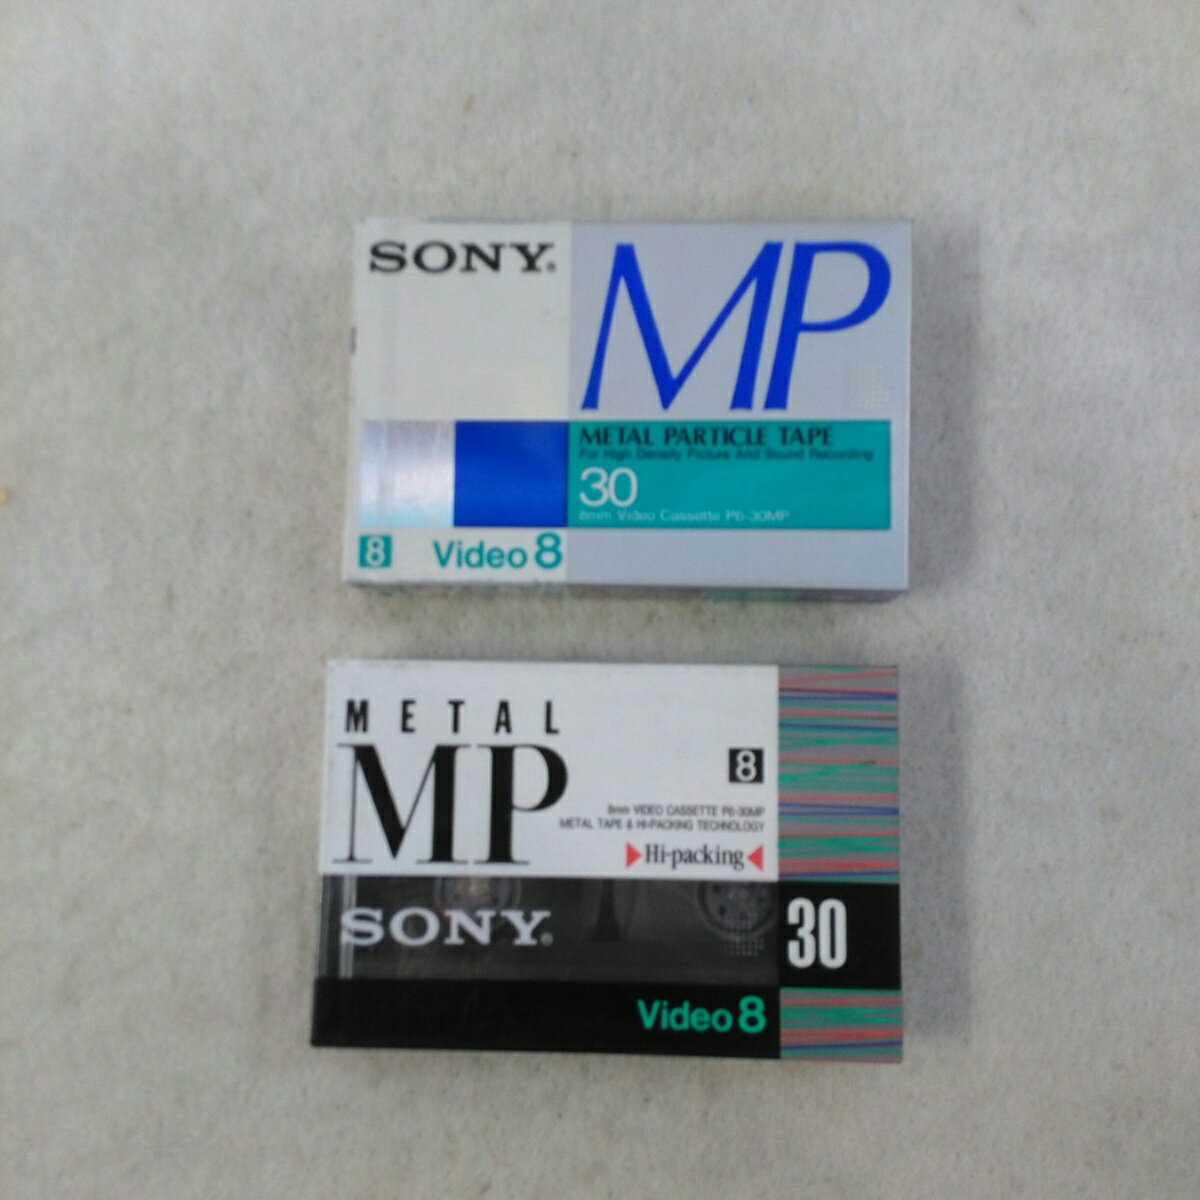 SONY®
MP
METAL PARTICLE TAPE
For High Density Picture And Sound Recording
30
8mm Video Cassette P6-30MP
8 Video 8
METAL
MP
8
8mm VIDEO CASSETTE P6-30MP
METAL TAPE & HI-PACKING TECHNOLOGY
Hi-packing
SONY®
30
Video 8